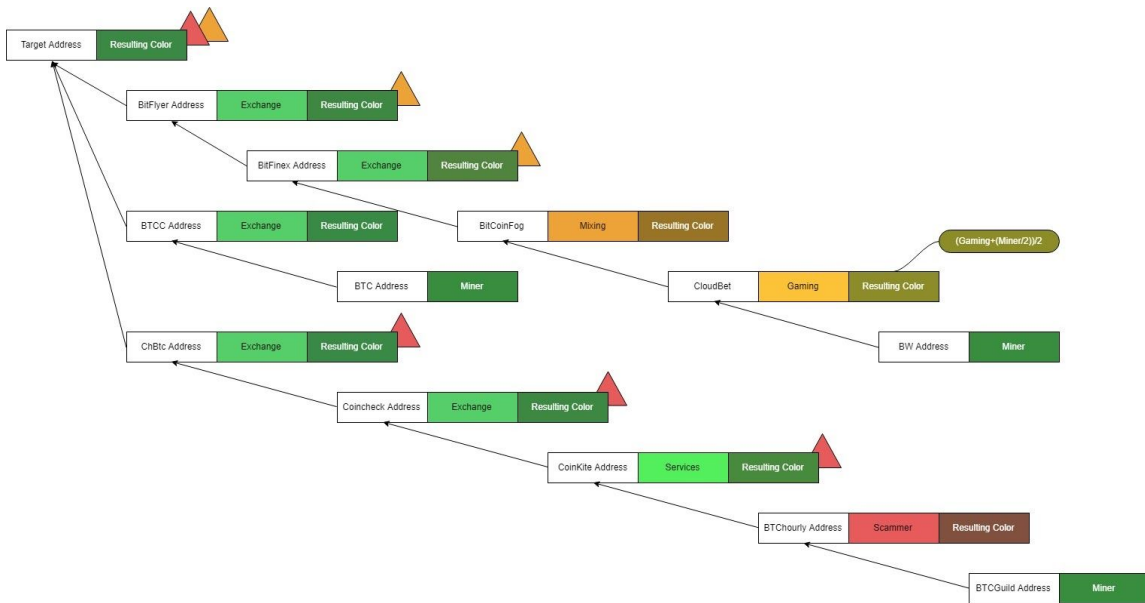 Target Address Resulting Color
BitFlyer Address Exchange Resulting Color
BitFinex Address Exchange Resulting Color
BTCC Address Exchange Resulting Color BitCoinFog Mixing Resulting Color
(Gaming+(Miner/2))/2
BTC Address Miner CloudBet Gaming Resulting Color
ChBtc Address Exchange Resulting Color BW Address Miner
Coincheck Address Exchange Resulting Color
CoinKite Address Services Resulting Color
BTChourly Address Scammer Resulting Color
BTCGuild Address Miner